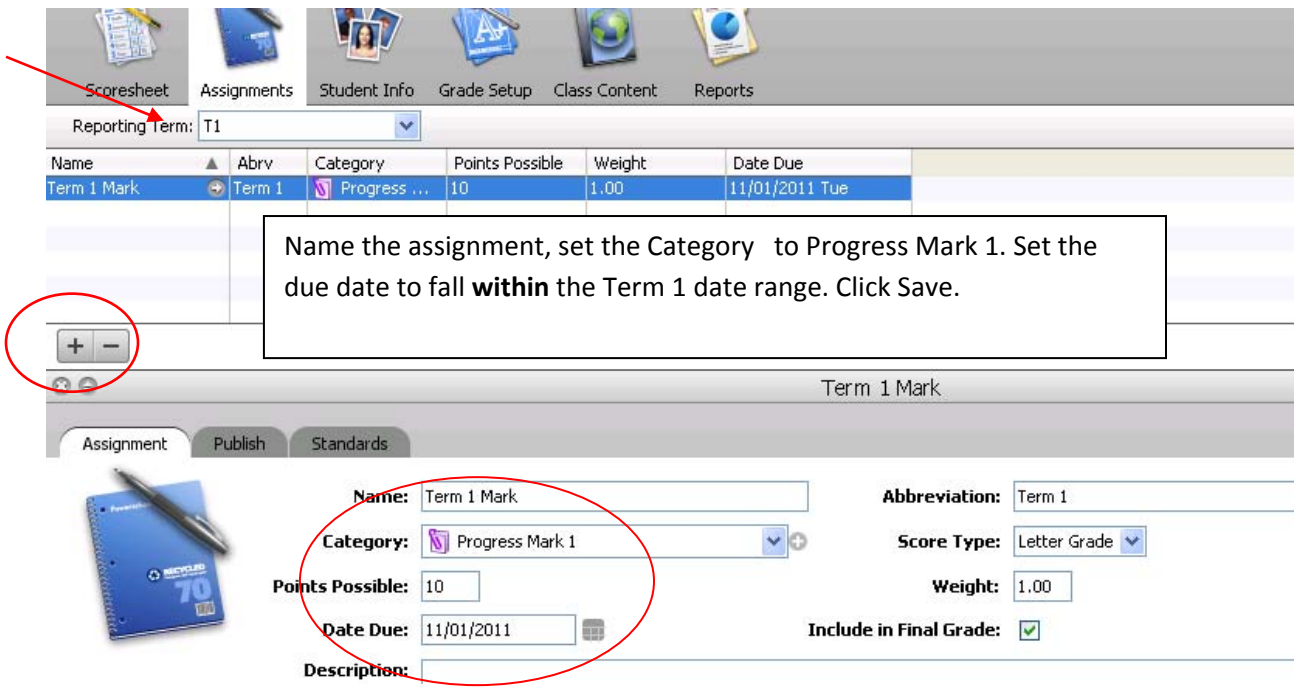 Scoresheet Assignments Student Info Grade Setup Class Content Reports
Reporting Term: T1
Name Abrv Category Points Possible Weight Date Due
Term 1 Mark Term 1 Progress ... 10 1.00 11/01/2011 Tue
Name the assignment, set the Category to Progress Mark 1. Set the
due date to fall within the Term 1 date range. Click Save.
+ −
Term 1 Mark
Assignment Publish Standards
Name: Term 1 Mark Abbreviation: Term 1
Category: Progress Mark 1 Score Type: Letter Grade
Points Possible: 10 Weight: 1.00
Date Due: 11/01/2011 Include in Final Grade:
Description:
RECYCLED
70